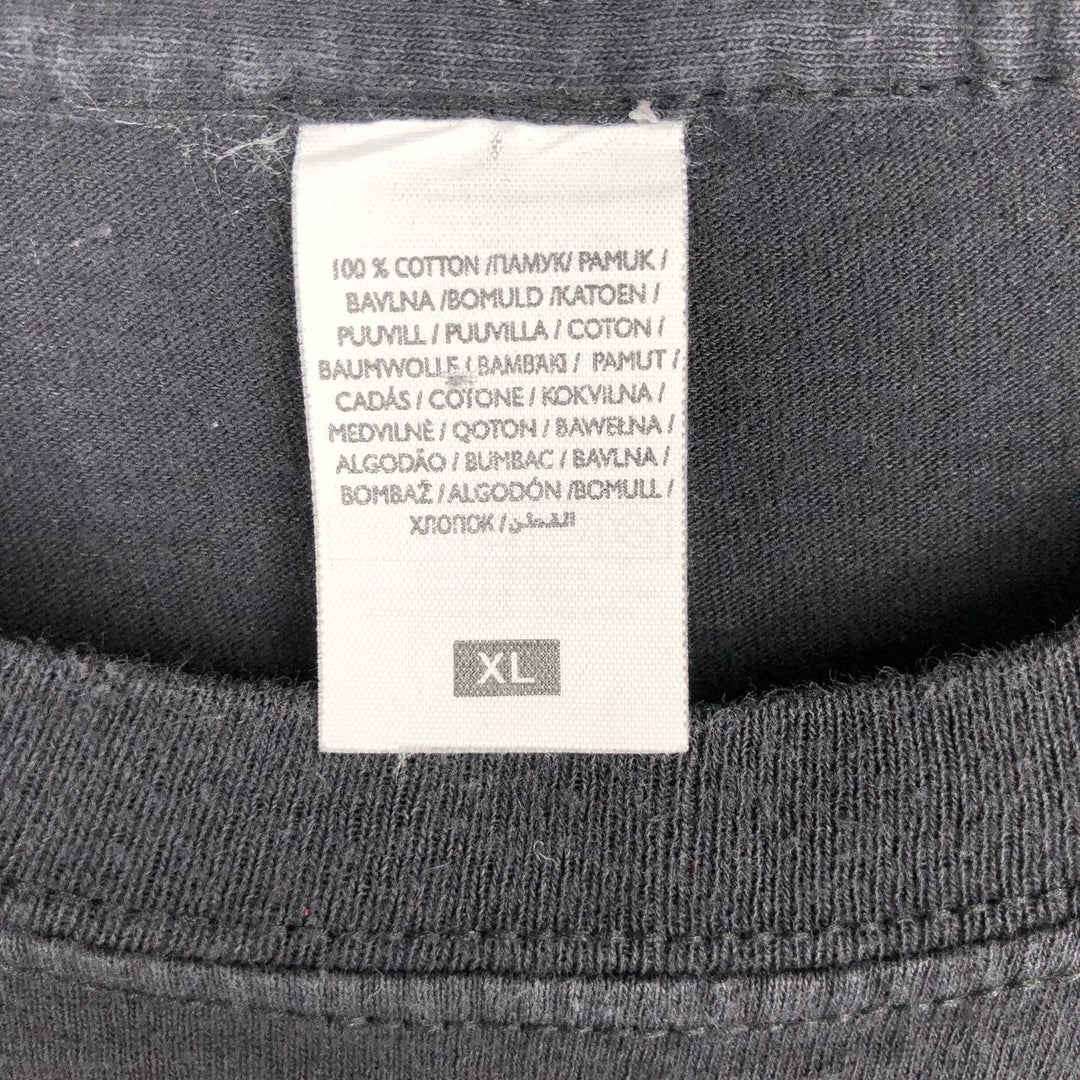 100 % COTTON /ПАМУК/ PAMUK /
BAVLNA /BOMULD /KATOEN /
PUUVILL / PUUVILLA / COTON /
BAUMWOLLE / BAMBAKI / PAMUT /
CADÁS / COTONE / KOKVILNA /
MEDVILNĖ / QOTON / BAWEŁNA /
ALGODÃO / BUMBAC / BAVLNA /
BOMBAŽ / ALGODÓN /BOMULL /
ХЛОПОК / القطن
XL